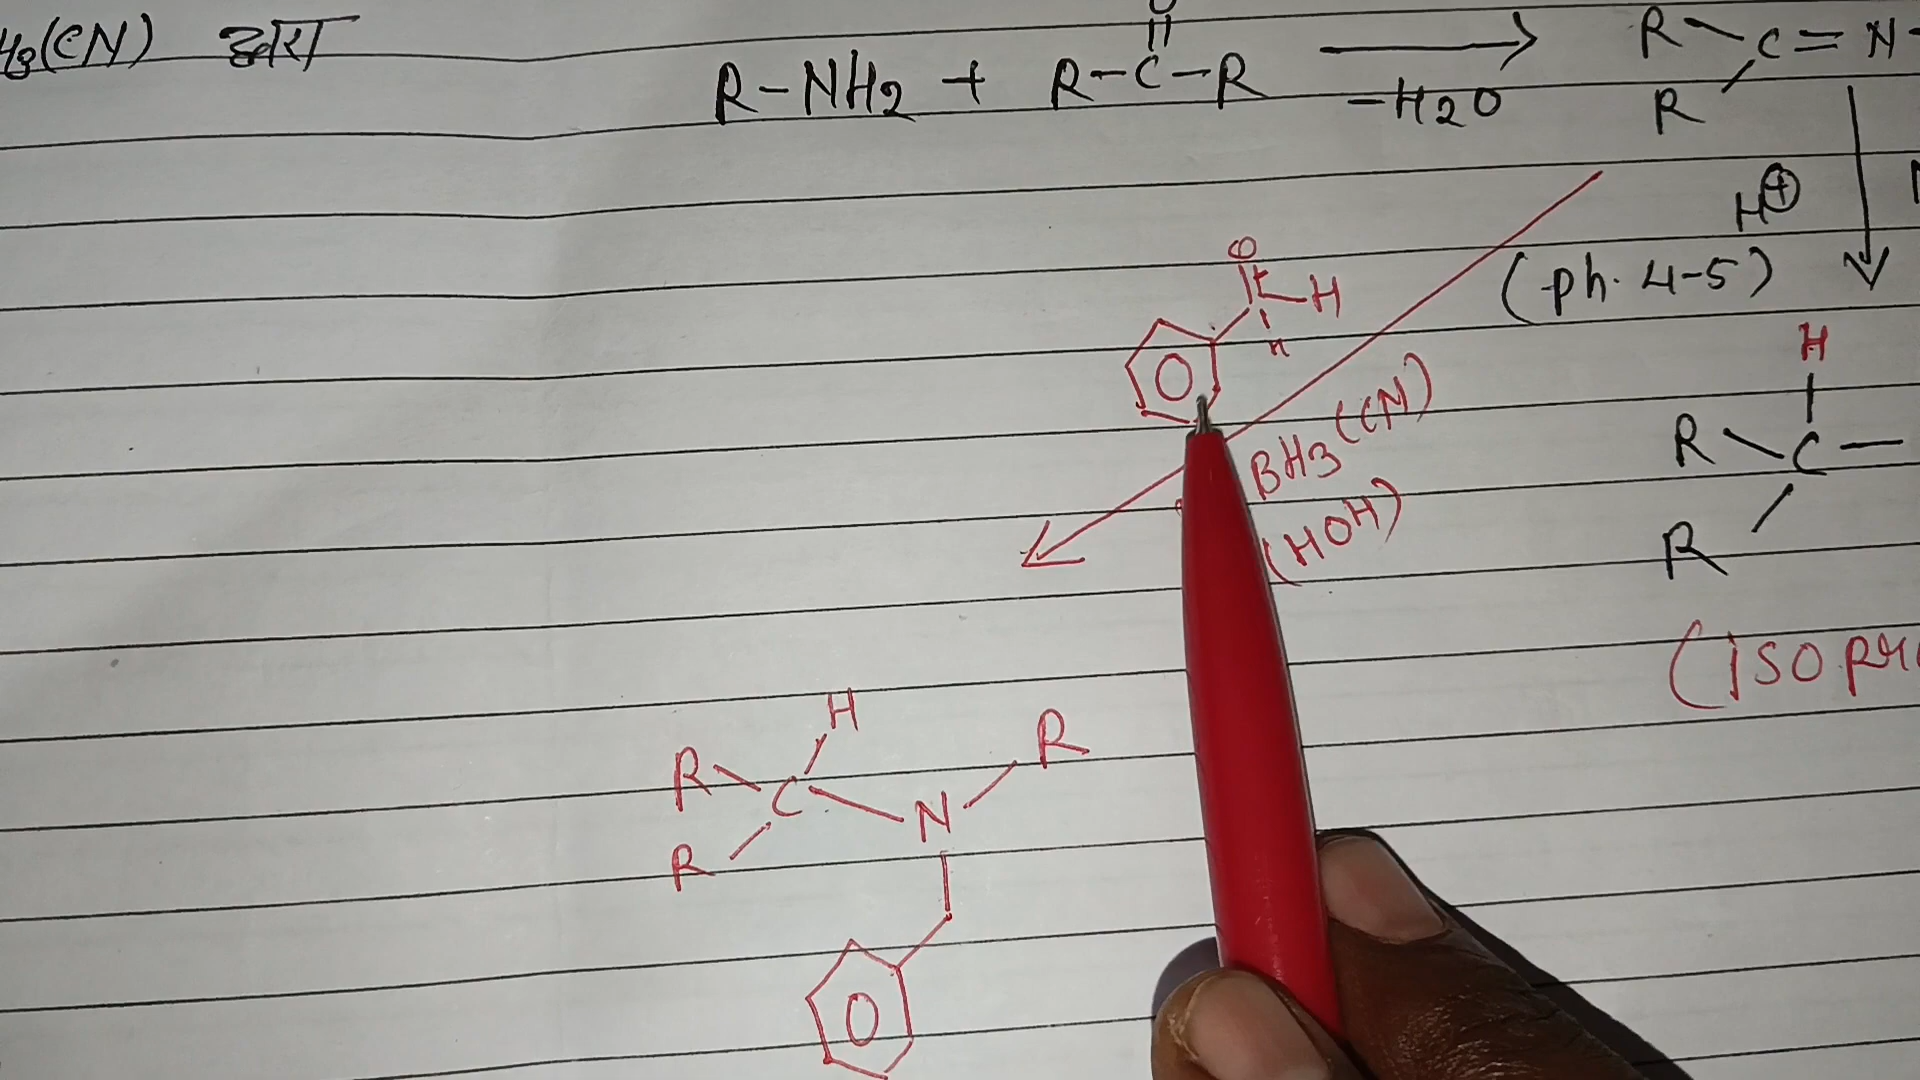 H3(CN) द्वारा
R-NH2 + R-C-R → R C=N-
O
-H2O
R
H⊕
(ph. 4-5)
O
H
H
BH3(CN)
(HOH)
H
R C-
R
(Isopr
H
R C N R
R